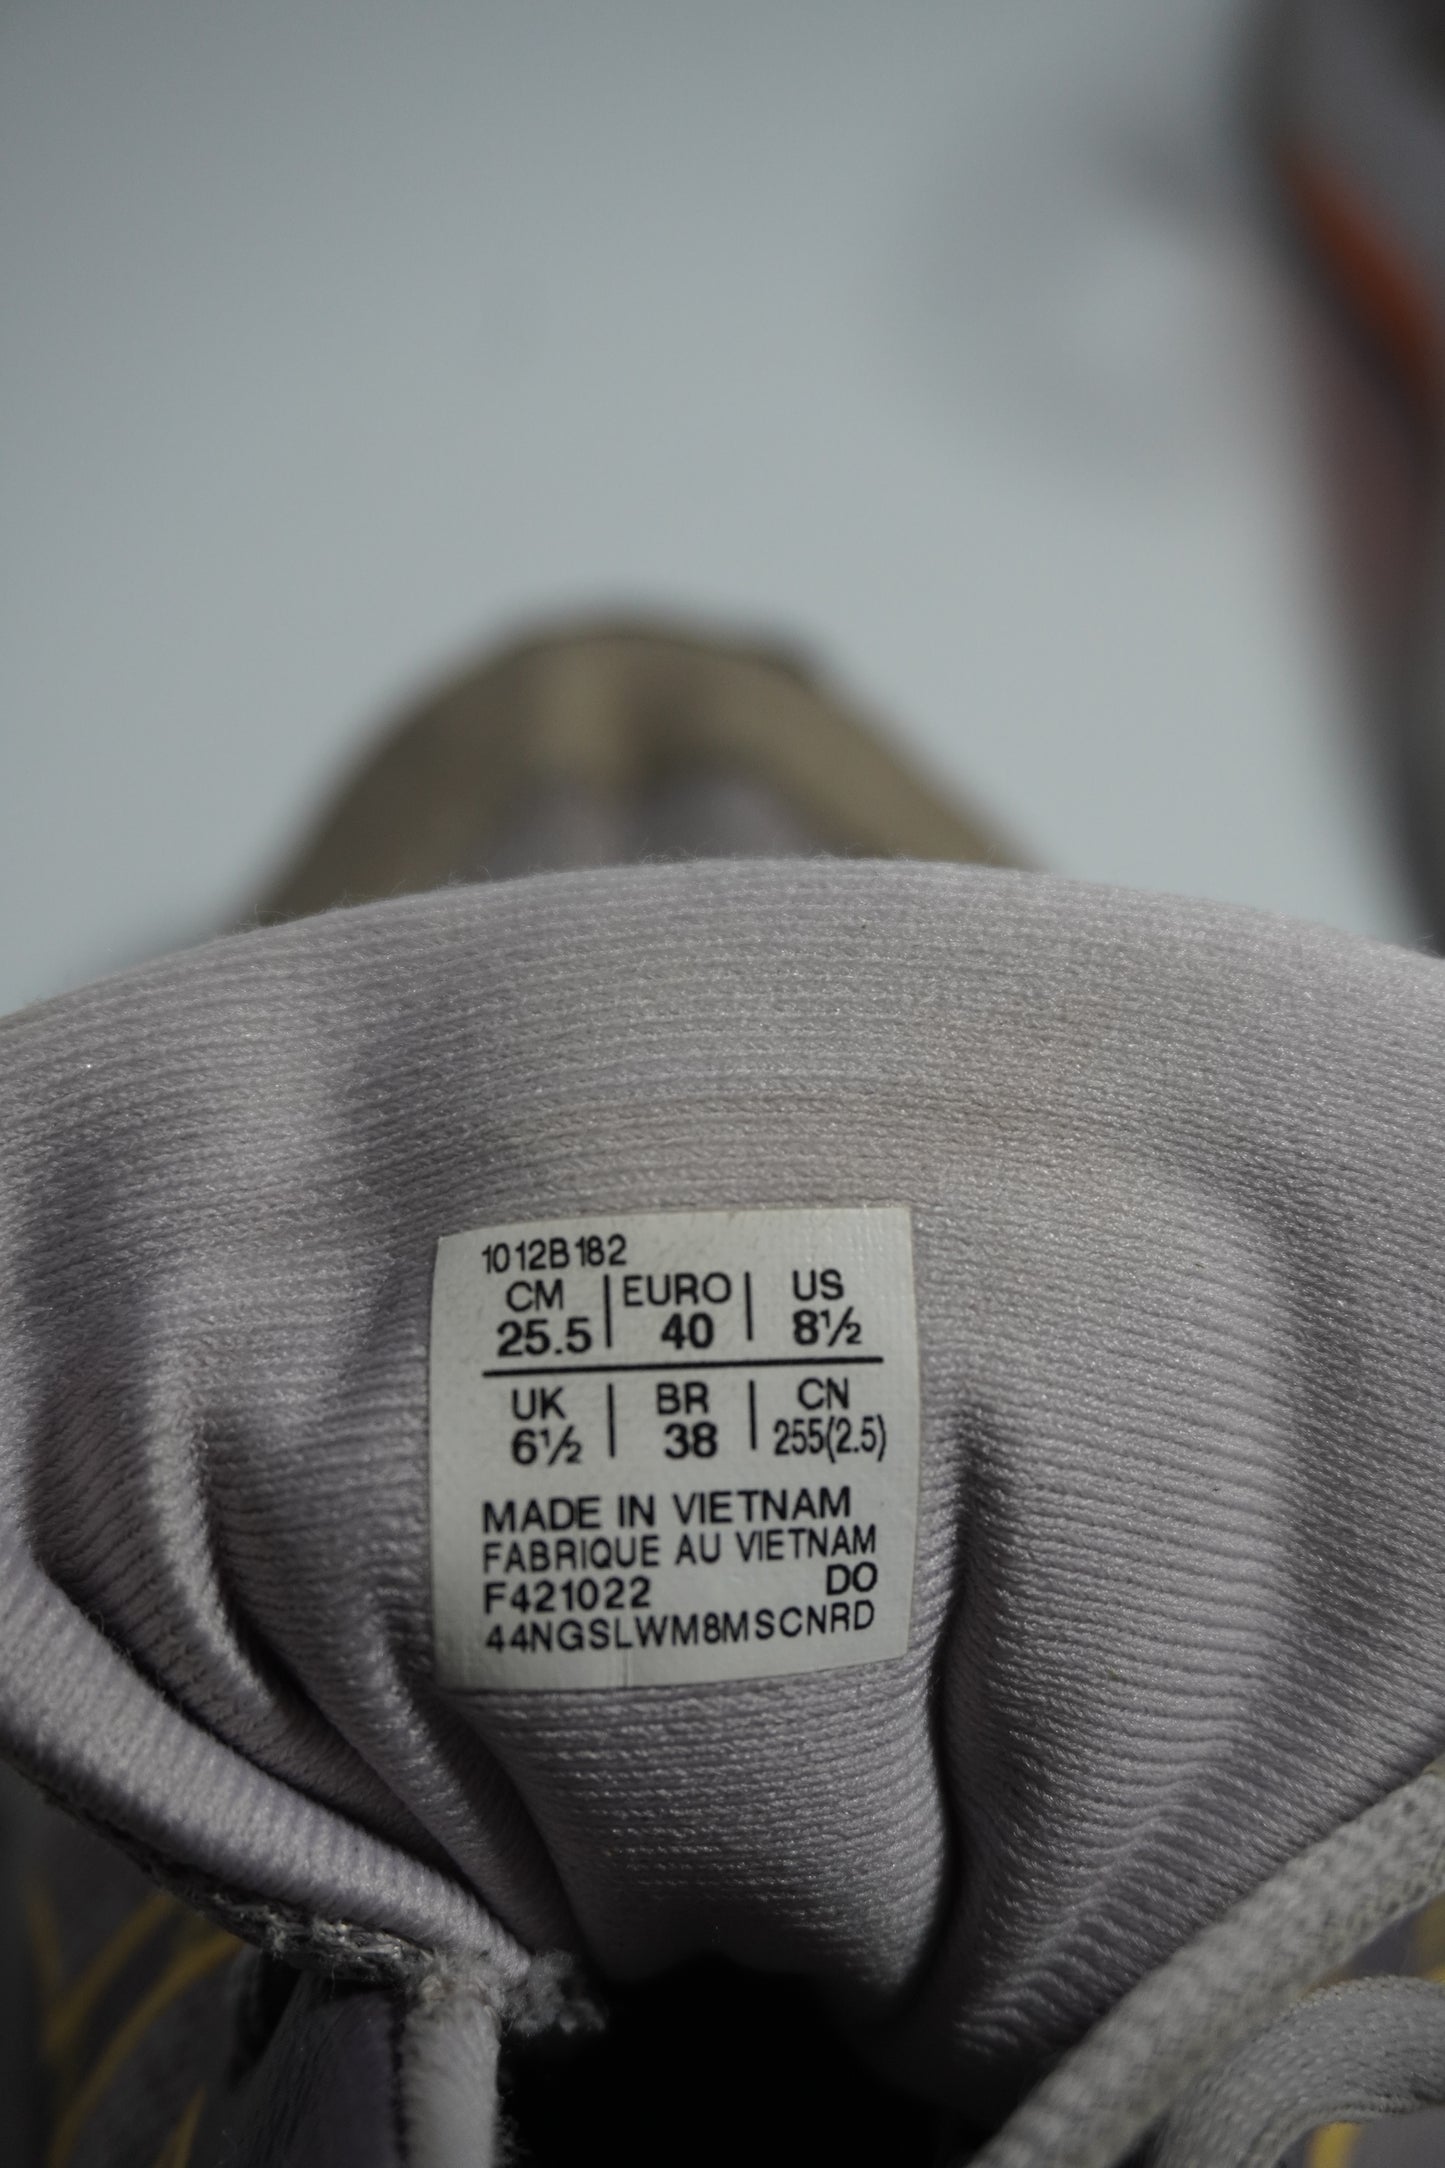 1012B182
CM | EURO | US
25.5 | 40 | 8½
UK | BR | CN
6½ | 38 | 255(2.5)
MADE IN VIETNAM
FABRIQUE AU VIETNAM
F421022 DO
44NGSLWM8MSCNRD